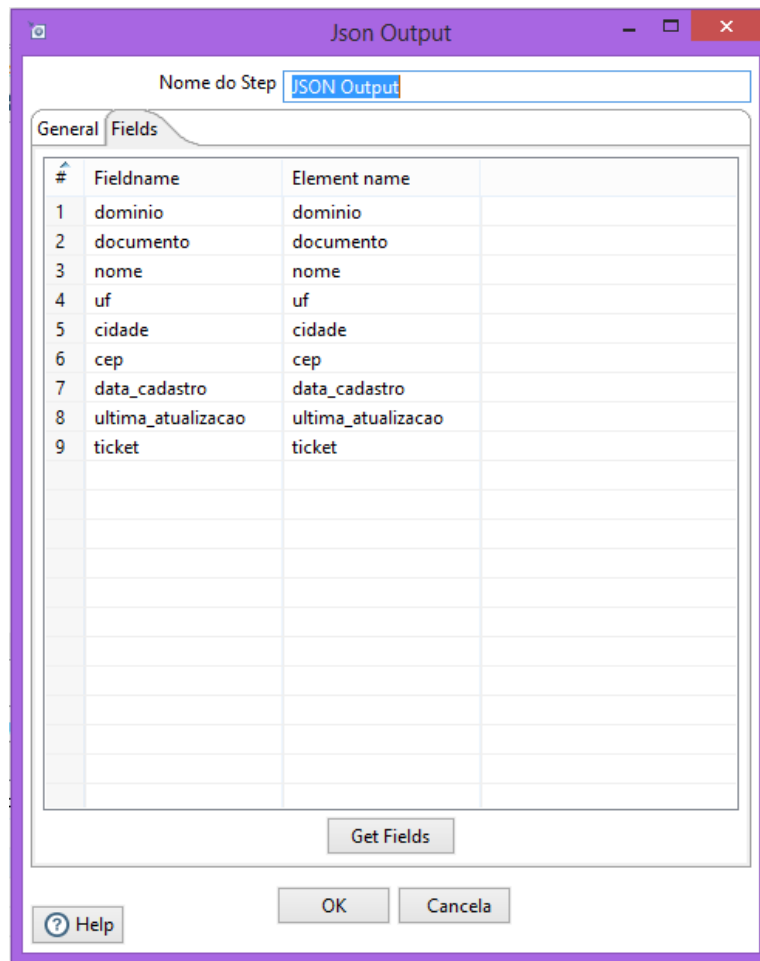 Json Output
Nome do Step JSON Output
General Fields
# Fieldname Element name
1 dominio dominio
2 documento documento
3 nome nome
4 uf uf
5 cidade cidade
6 cep cep
7 data_cadastro data_cadastro
8 ultima_atualizacao ultima_atualizacao
9 ticket ticket
Get Fields
OK Cancela
? Help